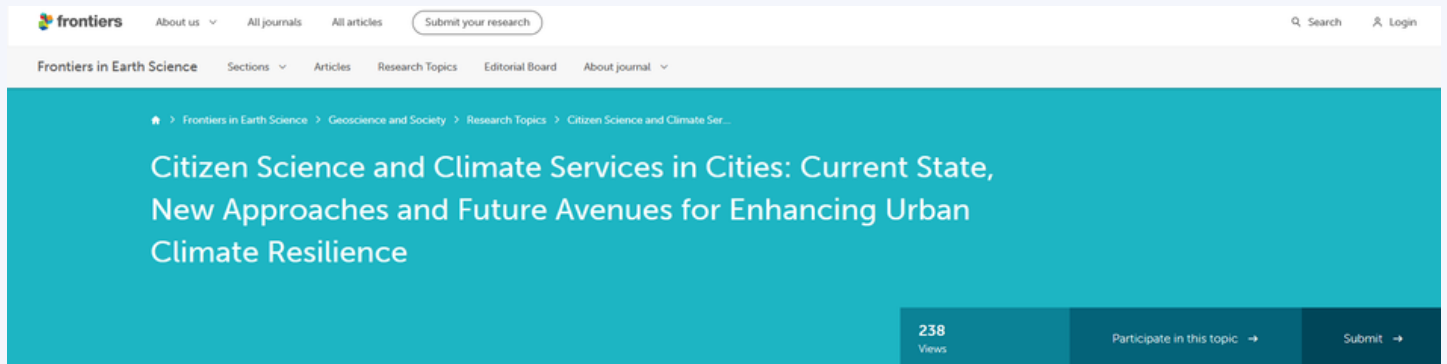 frontiers About us All journals All articles Submit your research Search Login
Frontiers in Earth Science Sections Articles Research Topics Editorial Board About journal
> Frontiers in Earth Science > Geoscience and Society > Research Topics > Citizen Science and Climate Ser...
Citizen Science and Climate Services in Cities: Current State,
New Approaches and Future Avenues for Enhancing Urban
Climate Resilience
238
Views
Participate in this topic →
Submit →